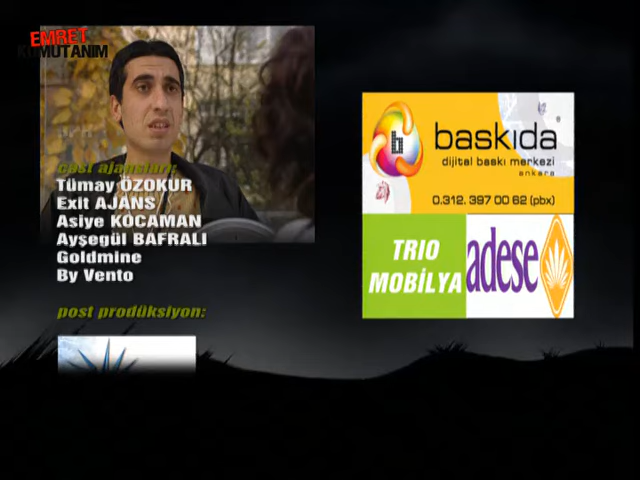 EMRET
KOMUTANIM
cast ajansları:
Tümay ÖZOKUR
Exit AJANS
Asiye KOCAMAN
Ayşegül BAFRALI
Goldmine
By Vento
post prodüksiyon:
b
baskıda
®
dijital baskı merkezi
ankara
0.312. 397 00 62 (pbx)
TRIO
MOBİLYA
adese